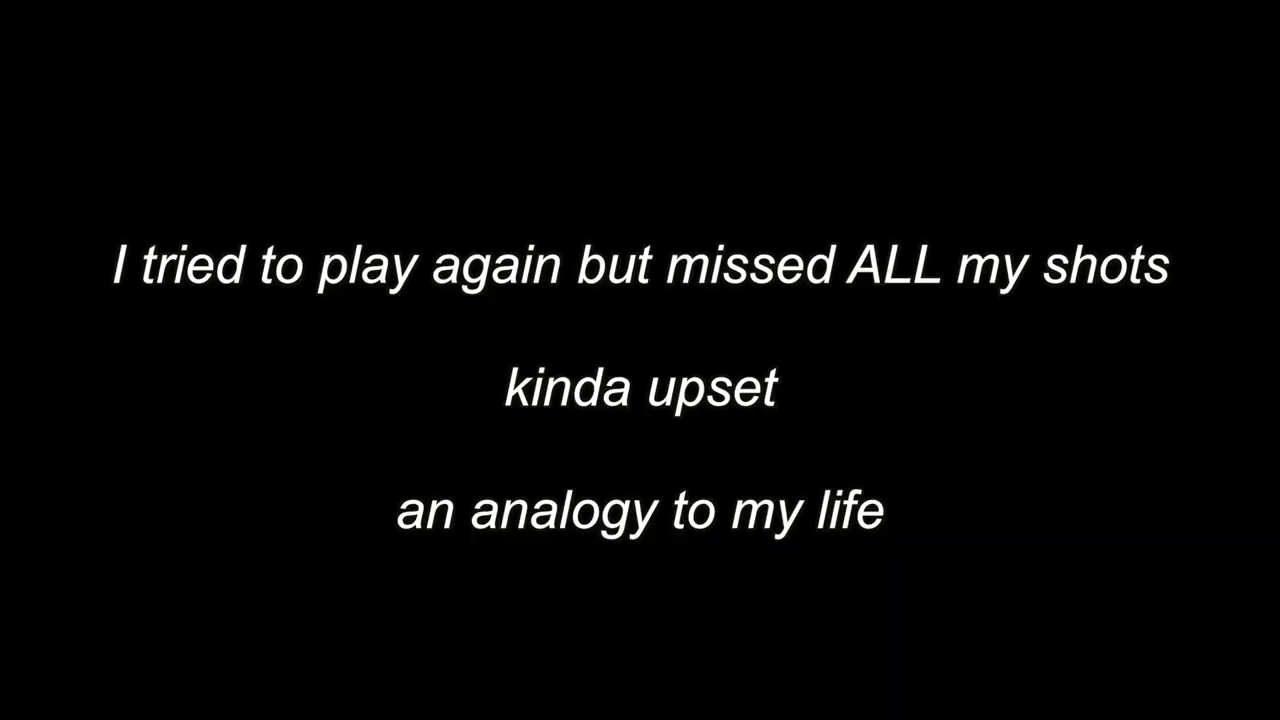 I tried to play again but missed ALL my shots
kinda upset
an analogy to my life